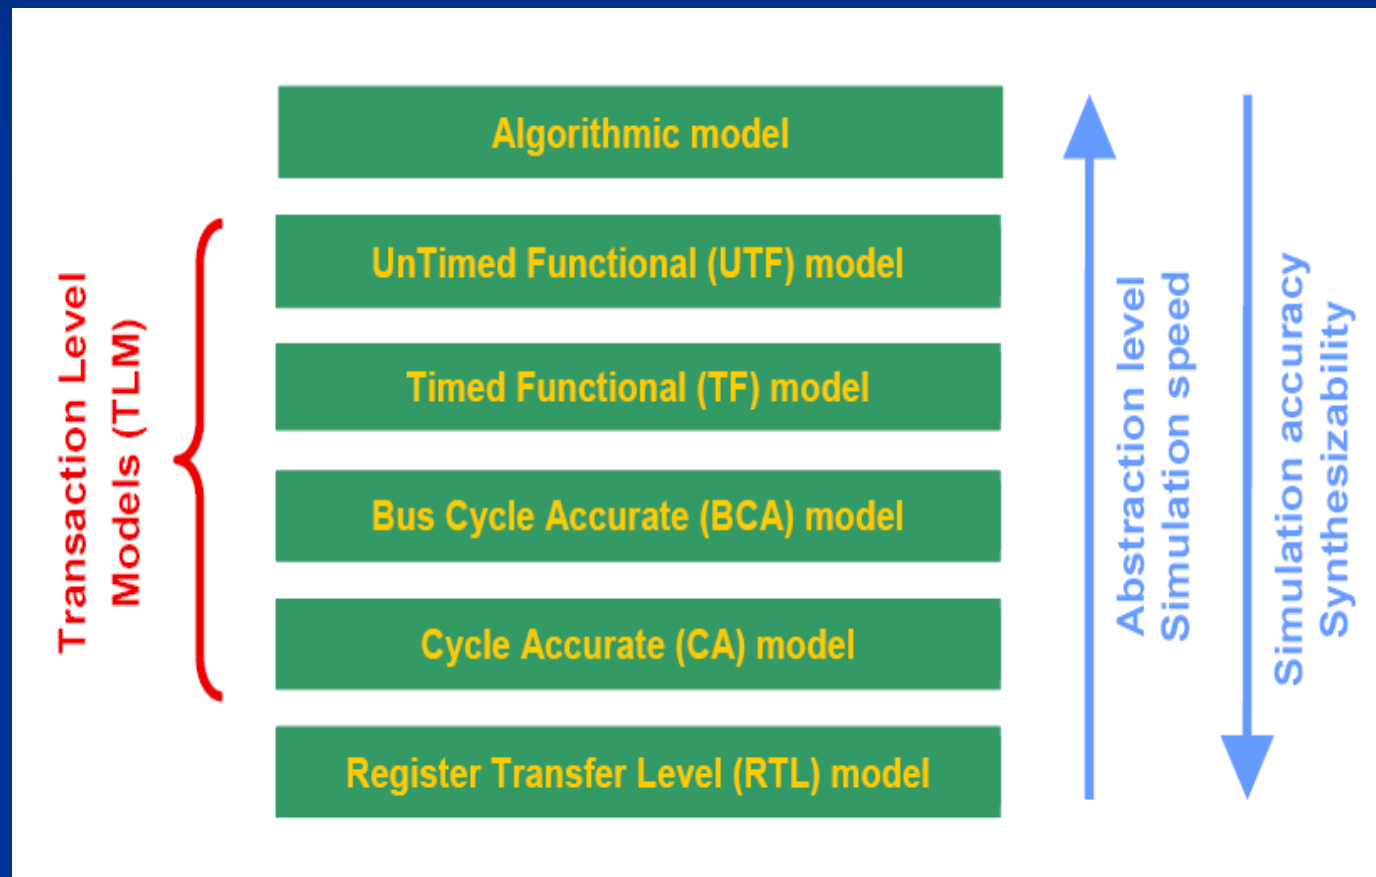 Algorithmic model
UnTimed Functional (UTF) model
Timed Functional (TF) model
Bus Cycle Accurate (BCA) model
Cycle Accurate (CA) model
Register Transfer Level (RTL) model
Transaction Level
Models (TLM)
Abstraction level
Simulation speed
Simulation accuracy
Synthesizability